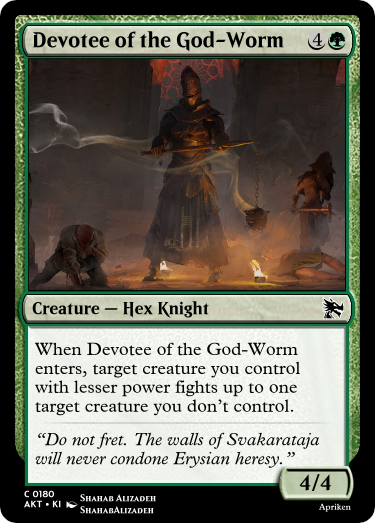 Devotee of the God-Worm 4
Creature — Hex Knight
When Devotee of the God-Worm
enters, target creature you control
with lesser power fights up to one
target creature you don't control.
“Do not fret. The walls of Svakarataja
will never condone Erysian heresy.”
4/4
C 0180
AKT • KI Shahab Alizadeh
ShahabAlizadeh
Apriken